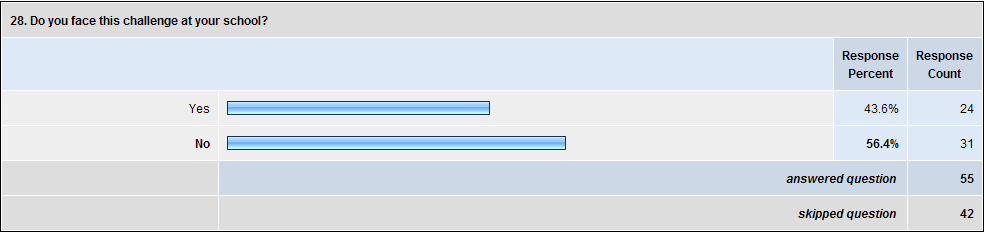 28. Do you face this challenge at your school?
Response Percent Response Count
Yes 43.6% 24
No 56.4% 31
answered question 55
skipped question 42